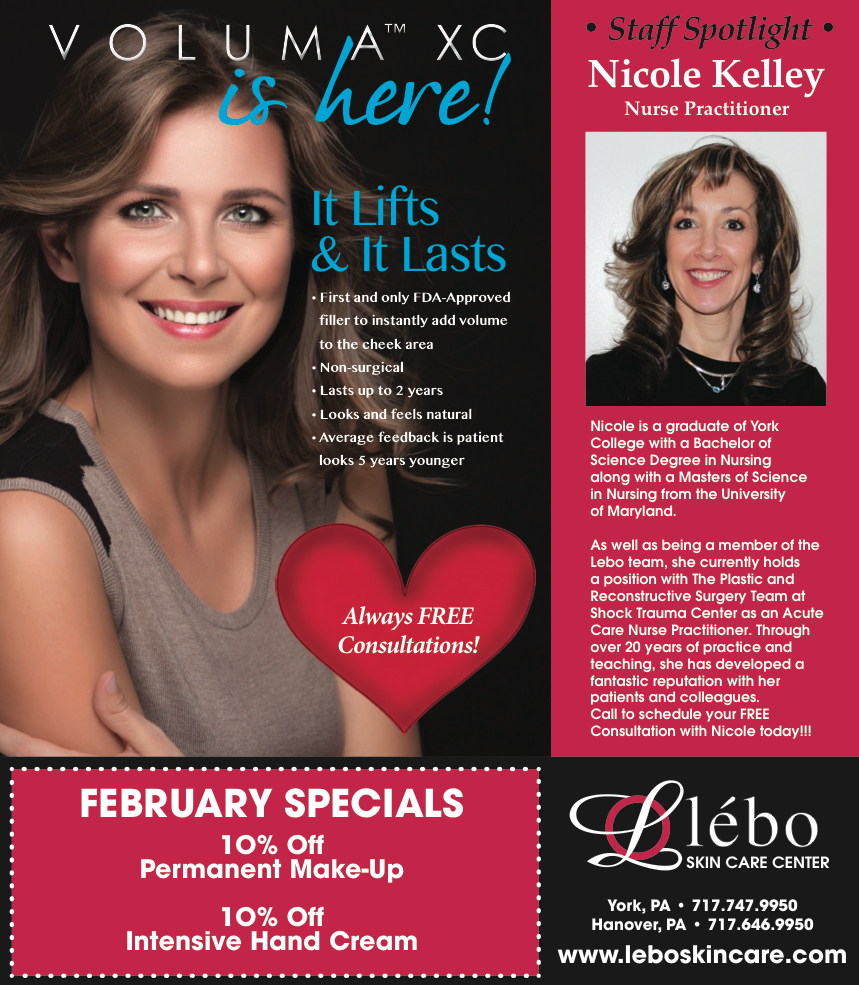 VOLUMA™ XC
is here!
It Lifts
& It Lasts
• First and only FDA-Approved
filler to instantly add volume
to the cheek area
• Non-surgical
• Lasts up to 2 years
• Looks and feels natural
• Average feedback is patient
looks 5 years younger
Always FREE
Consultations!
• Staff Spotlight •
Nicole Kelley
Nurse Practitioner
Nicole is a graduate of York
College with a Bachelor of
Science Degree in Nursing
along with a Masters of Science
in Nursing from the University
of Maryland.
As well as being a member of the
Lebo team, she currently holds
a position with The Plastic and
Reconstructive Surgery Team at
Shock Trauma Center as an Acute
Care Nurse Practitioner. Through
over 20 years of practice and
teaching, she has developed a
fantastic reputation with her
patients and colleagues.
Call to schedule your FREE
Consultation with Nicole today!!!
FEBRUARY SPECIALS
10% Off
Permanent Make-Up
10% Off
Intensive Hand Cream
L lébo
SKIN CARE CENTER
York, PA • 717.747.9950
Hanover, PA • 717.646.9950
www.leboskincare.com